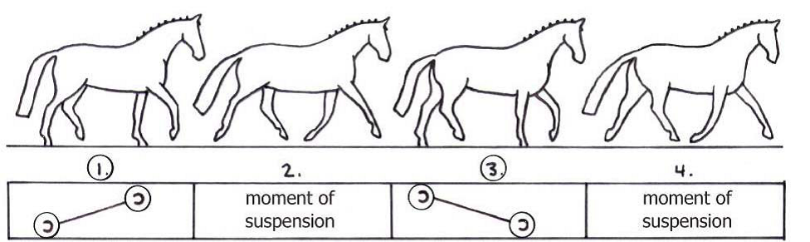 1. 2. 3. 4.
moment of
suspension
moment of
suspension